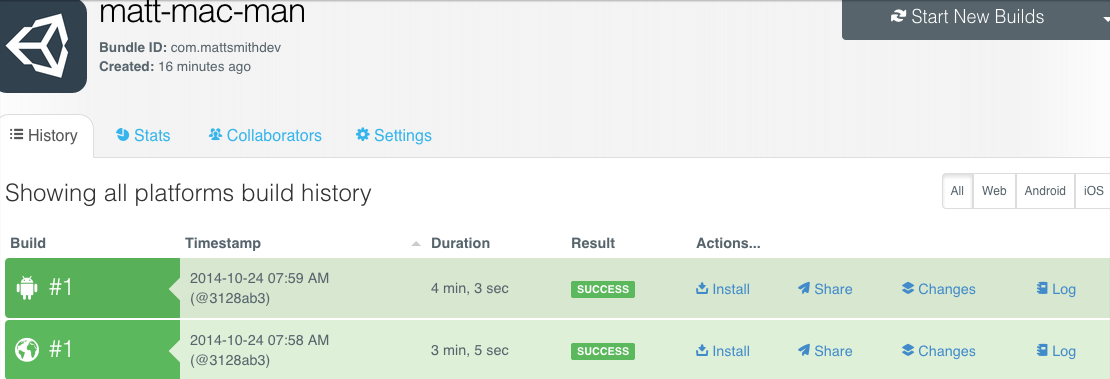 matt-mac-man
Start New Builds
Bundle ID: com.mattsmithdev
Created: 16 minutes ago
History Stats Collaborators Settings
Showing all platforms build history
All Web Android iOS
Build Timestamp Duration Result Actions...
#1 2014-10-24 07:59 AM (@3128ab3) 4 min, 3 sec SUCCESS Install Share Changes Log
#1 2014-10-24 07:58 AM (@3128ab3) 3 min, 5 sec SUCCESS Install Share Changes Log